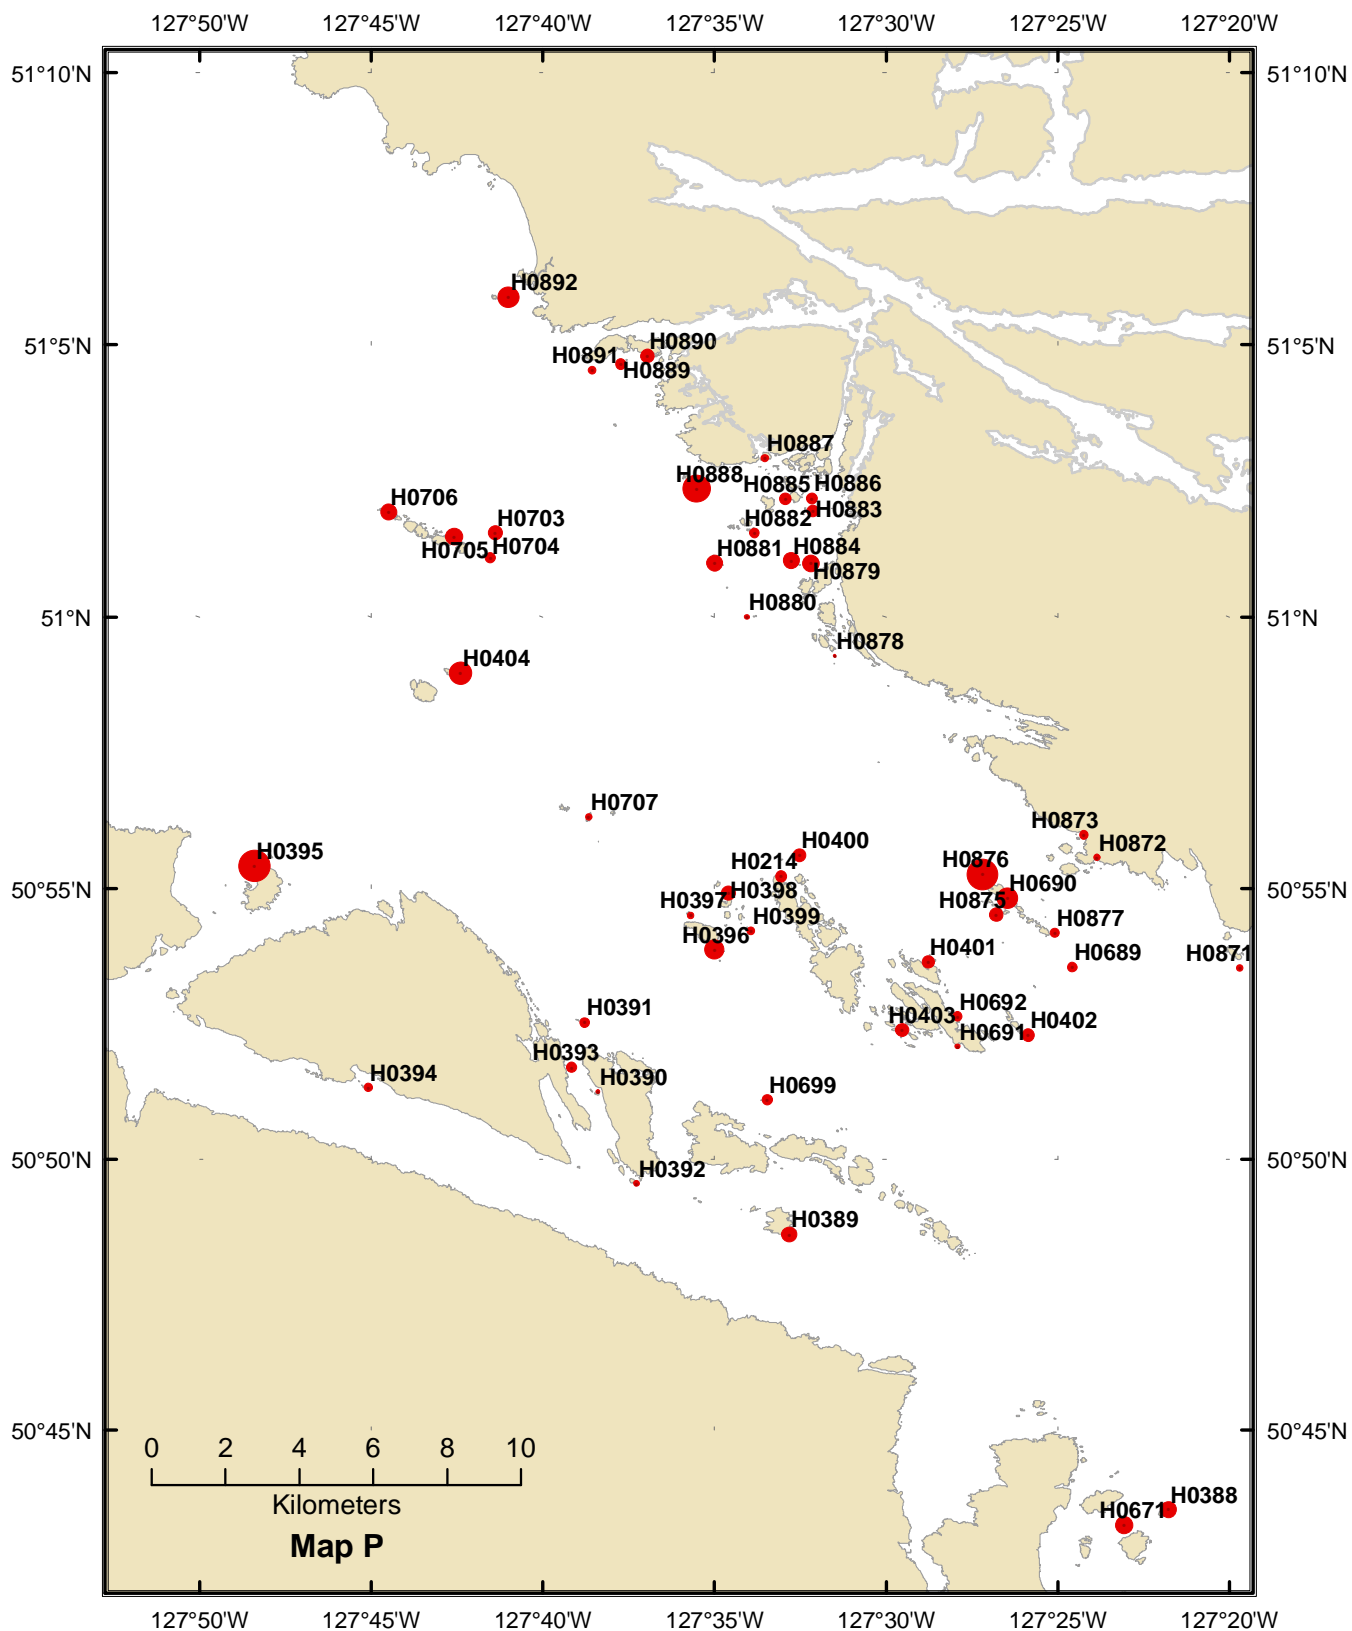 127°50'W 127°45'W 127°40'W 127°35'W 127°30'W 127°25'W 127°20'W
51°10'N 51°10'N
H0892
51°5'N H0891 H0890 51°5'N
H0889
H0887
H0888 H0885 H0886
H0706 H0883
H0703 H0882
H0705 H0704 H0881 H0884
H0879
H0880
51°N 51°N
H0878
H0404
H0707
H0873
H0872
H0395 H0400
H0214 H0876
50°55'N H0398 H0690 50°55'N
H0397 H0875
H0399 H0877
H0396 H0401 H0689 H0871
H0391 H0692
H0403 H0402
H0691
H0393
H0394 H0390
H0699
50°50'N H0392 50°50'N
H0389
50°45'N 50°45'N
0 2 4 6 8 10
Kilometers
H0388
H0671
Map P
127°50'W 127°45'W 127°40'W 127°35'W 127°30'W 127°25'W 127°20'W